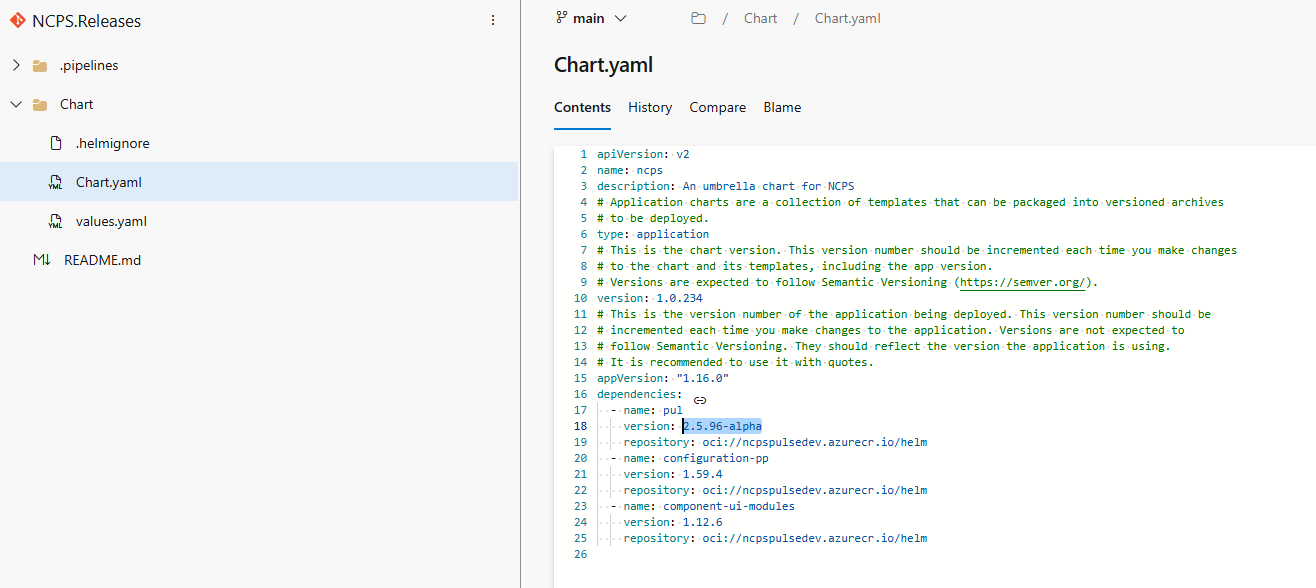 NCPS.Releases
.pipelines
Chart
.helmignore
Chart.yaml
values.yaml
README.md
main
/ Chart / Chart.yaml
Chart.yaml
Contents History Compare Blame
1 apiVersion: v2
2 name: ncps
3 description: An umbrella chart for NCPS
4 # Application charts are a collection of templates that can be packaged into versioned archives
5 # to be deployed.
6 type: application
7 # This is the chart version. This version number should be incremented each time you make changes
8 # to the chart and its templates, including the app version.
9 # Versions are expected to follow Semantic Versioning (https://semver.org/).
10 version: 1.0.234
11 # This is the version number of the application being deployed. This version number should be
12 # incremented each time you make changes to the application. Versions are not expected to
13 # follow Semantic Versioning. They should reflect the version the application is using.
14 # It is recommended to use it with quotes.
15 appVersion: "1.16.0"
16 dependencies:
17 - name: pul
18 version: 2.5.96-alpha
19 repository: oci://ncpspulsedev.azurecr.io/helm
20 - name: configuration-pp
21 version: 1.59.4
22 repository: oci://ncpspulsedev.azurecr.io/helm
23 - name: component-ui-modules
24 version: 1.12.6
25 repository: oci://ncpspulsedev.azurecr.io/helm
26